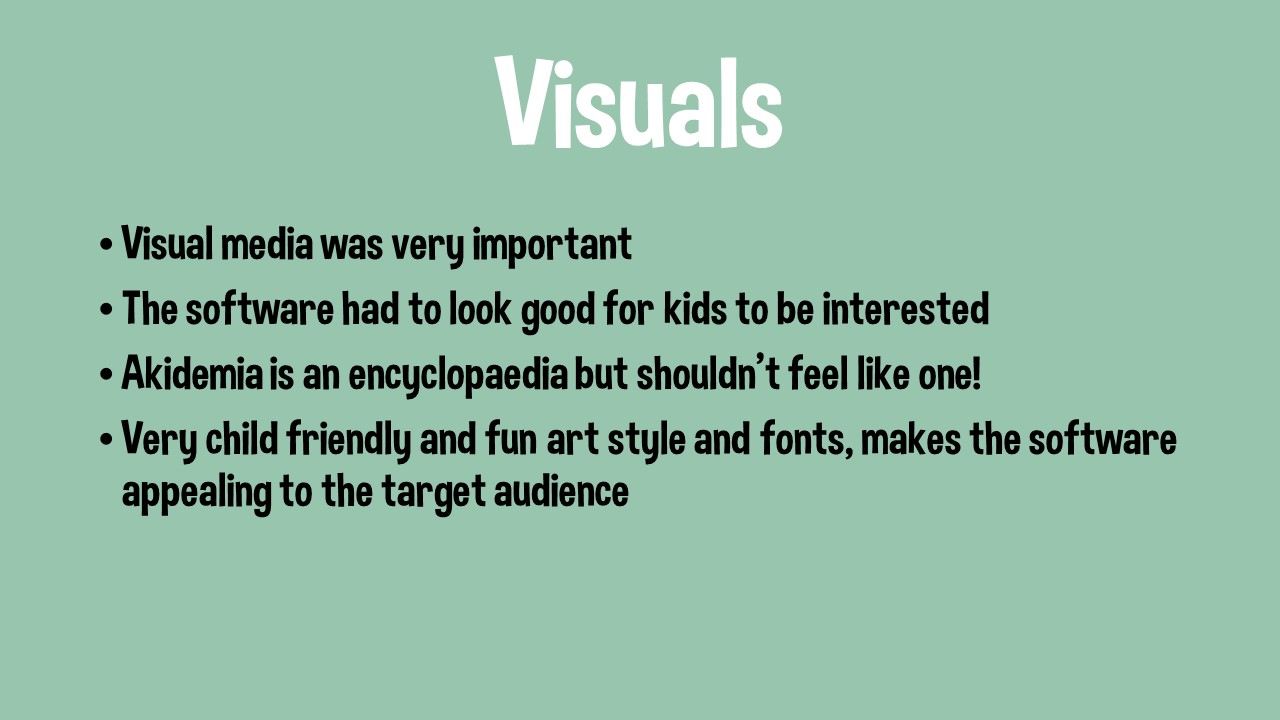 Visuals
• Visual media was very important
• The software had to look good for kids to be interested
• Akidemia is an encyclopaedia but shouldn’t feel like one!
• Very child friendly and fun art style and fonts, makes the software
appealing to the target audience